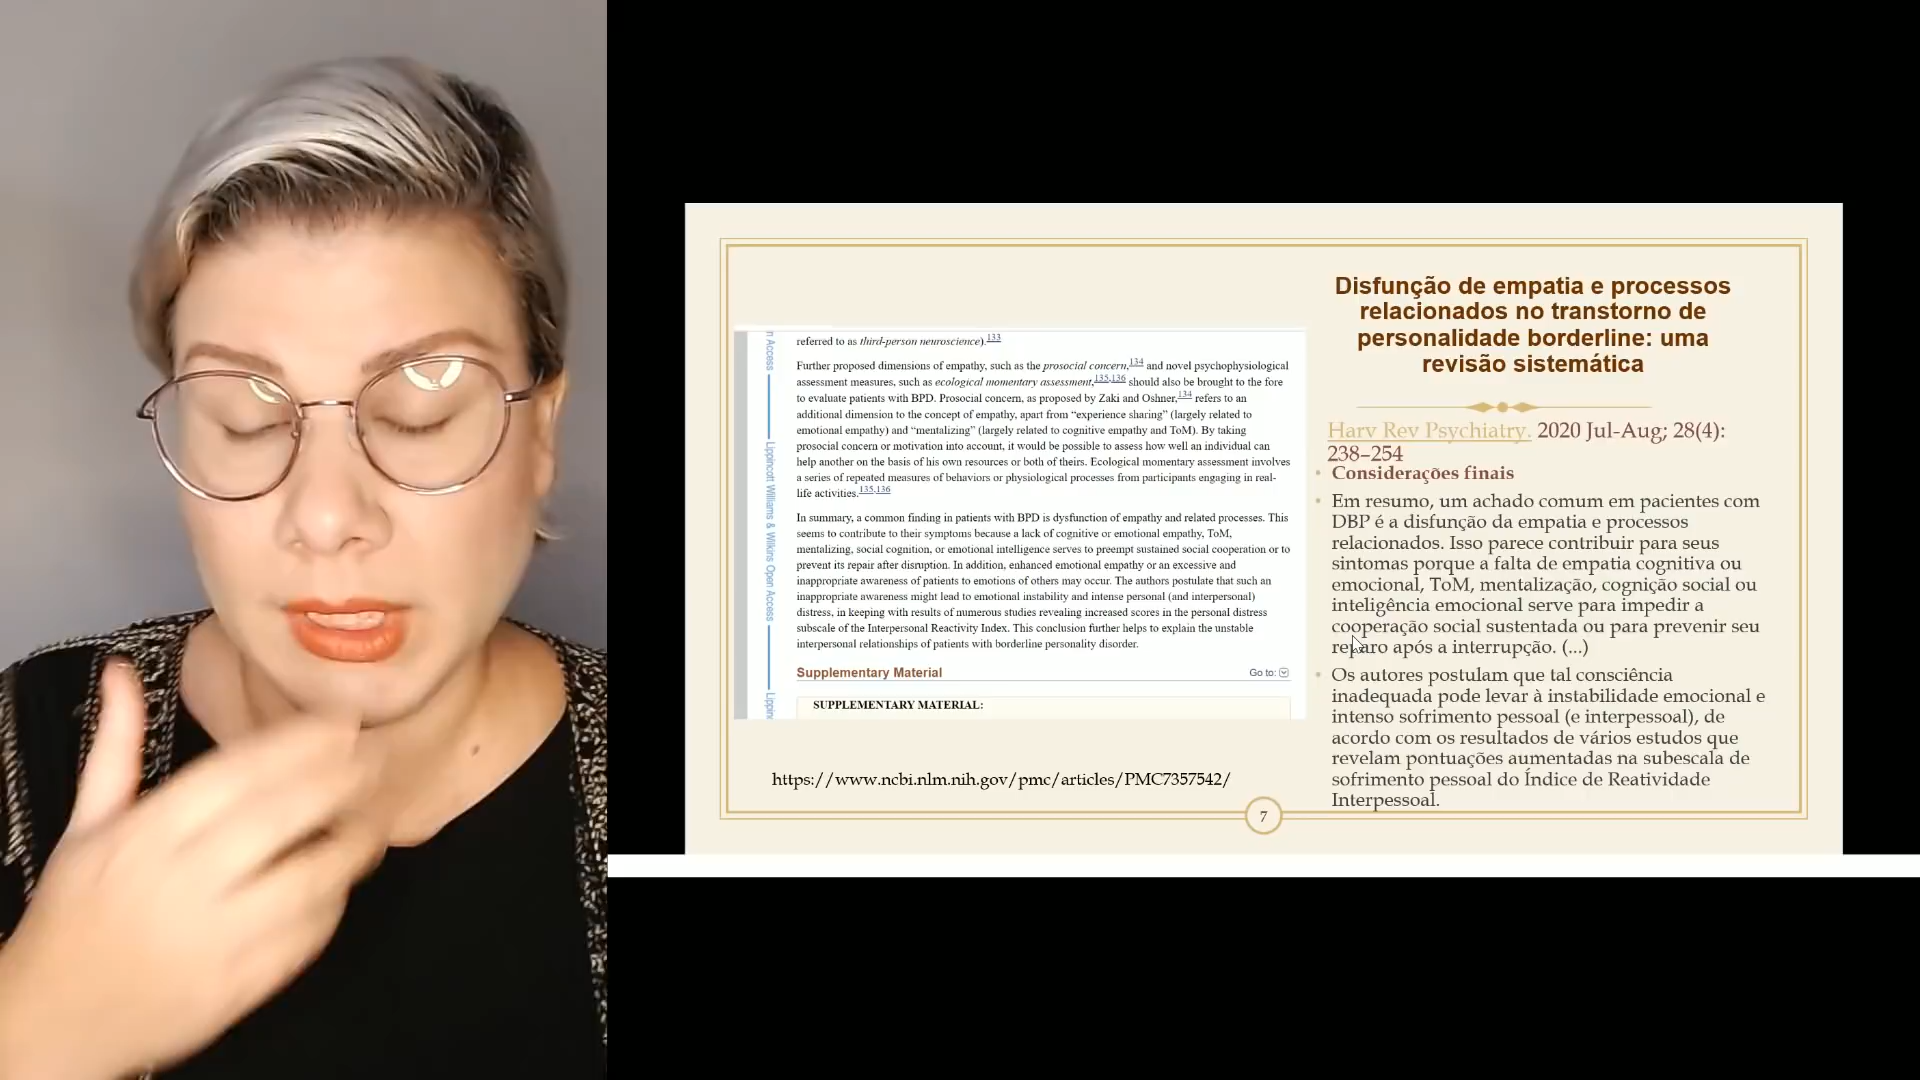 Disfunção de empatia e processos
relacionados no transtorno de
personalidade borderline: uma
revisão sistemática
Harv Rev Psychiatry. 2020 Jul-Aug; 28(4):
238–254
• Considerações finais
• Em resumo, um achado comum em pacientes com
DBP é a disfunção da empatia e processos
relacionados. Isso parece contribuir para seus
sintomas porque a falta de empatia cognitiva ou
emocional, ToM, mentalização, cognição social ou
inteligência emocional serve para impedir a
cooperação social sustentada ou para prevenir seu
reparo após a interrupção. (...)
• Os autores postulam que tal consciência
inadequada pode levar à instabilidade emocional e
intenso sofrimento pessoal (e interpessoal), de
acordo com os resultados de vários estudos que
revelam pontuações aumentadas na subescala de
sofrimento pessoal do Índice de Reatividade
Interpessoal.
referred to as third-person neuroscience).133
Further proposed dimensions of empathy, such as the prosocial concern,134 and novel psychophysiological
assessment measures, such as ecological momentary assessment,135,136 should also be brought to the fore
to evaluate patients with BPD. Prosocial concern, as proposed by Zaki and Oshner,134 refers to an
additional dimension to the concept of empathy, apart from “experience sharing” (largely related to
emotional empathy) and “mentalizing” (largely related to cognitive empathy and ToM). By taking
prosocial concern or motivation into account, it would be possible to assess how well an individual can
help another on the basis of his own resources or both of theirs. Ecological momentary assessment involves
a series of repeated measures of behaviors or physiological processes from participants engaging in real-
life activities.135,136
In summary, a common finding in patients with BPD is dysfunction of empathy and related processes. This
seems to contribute to their symptoms because a lack of cognitive or emotional empathy, ToM,
mentalizing, social cognition, or emotional intelligence serves to preempt sustained social cooperation or to
prevent its repair after disruption. In addition, enhanced emotional empathy or an excessive and
inappropriate awareness of patients to emotions of others may occur. The authors postulate that such an
inappropriate awareness might lead to emotional instability and intense personal (and interpersonal)
distress, in keeping with results of numerous studies revealing increased scores in the personal distress
subscale of the Interpersonal Reactivity Index. This conclusion further helps to explain the unstable
interpersonal relationships of patients with borderline personality disorder.
Supplementary Material
Go to:
SUPPLEMENTARY MATERIAL:
Access
Lippincott Williams & Wilkins Open Access
https://www.ncbi.nlm.nih.gov/pmc/articles/PMC7357542/
7